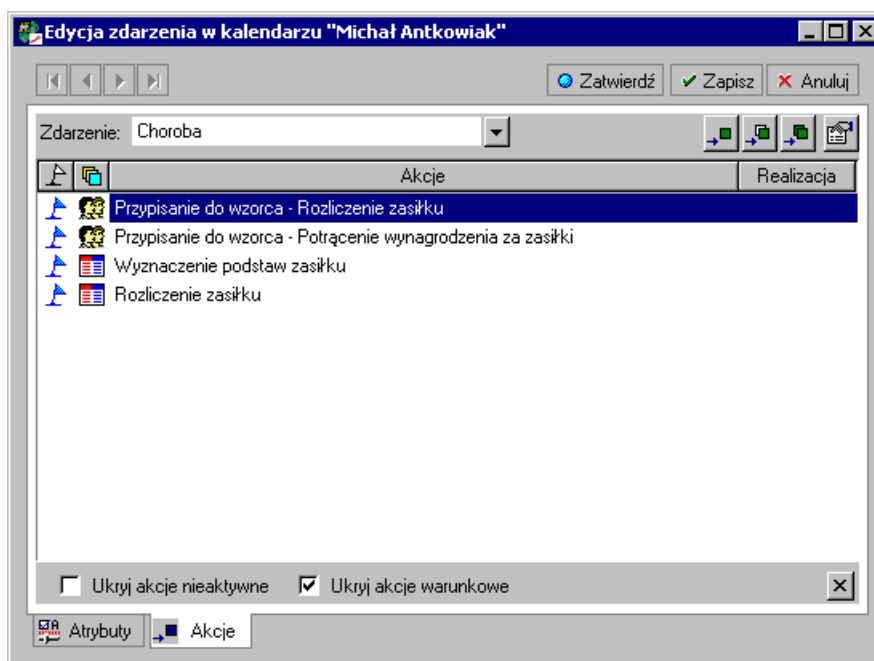 Edycja zdarzenia w kalendarzu "Michał Antkowiak"
Zatwierdź Zapisz Anuluj
Zdarzenie: Choroba
Akcje Realizacja
Przypisanie do wzorca - Rozliczenie zasiłku
Przypisanie do wzorca - Potrącenie wynagrodzenia za zasiłki
Wyznaczenie podstaw zasiłku
Rozliczenie zasiłku
Ukryj akcje nieaktywne Ukryj akcje warunkowe
Atrybuty Akcje